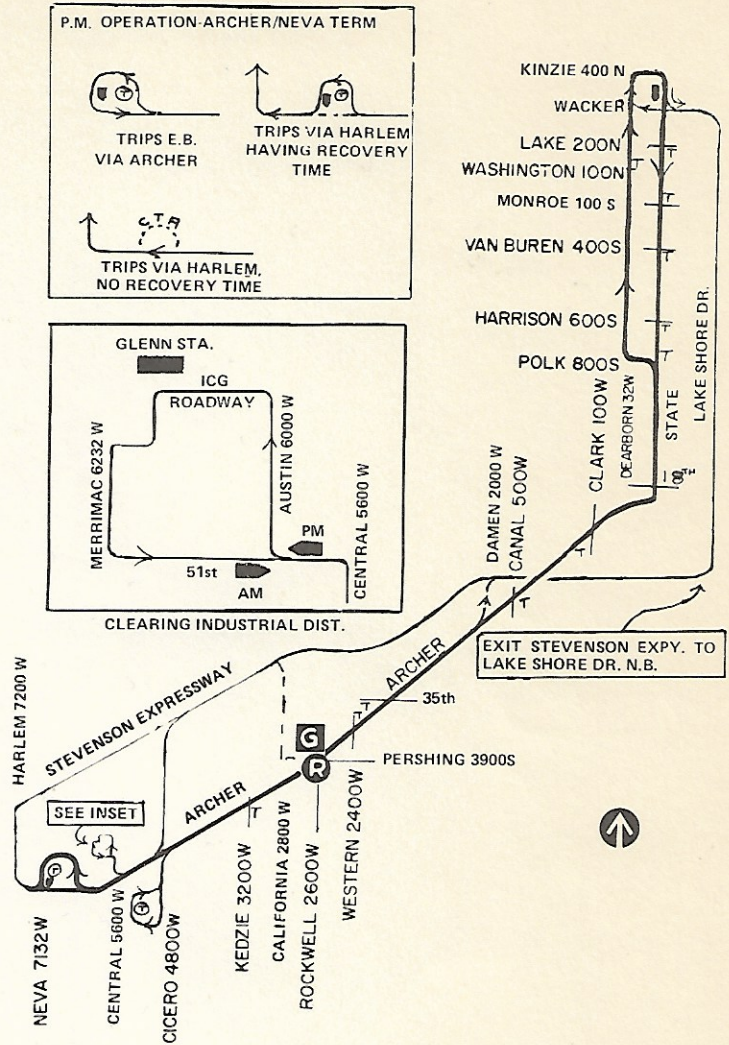 P.M. OPERATION-ARCHER/NEVA TERM
TRIPS E.B.
VIA ARCHER
TRIPS VIA HARLEM
HAVING RECOVERY
TIME
C T A
TRIPS VIA HARLEM,
NO RECOVERY TIME
GLENN STA.
ICG
ROADWAY
MERRIMAC 6232 W
AUSTIN 6000 W
CENTRAL 5600 W
PM
51st
AM
CLEARING INDUSTRIAL DIST.
KINZIE 400 N
WACKER
LAKE 200N
T
WASHINGTON 100N
T
MONROE 100 S
T
VAN BUREN 400S
T
HARRISON 600S
T
POLK 800S
T
LAKE SHORE DR.
STATE
DEARBORN 32W
CLARK 100W
T
18TH
DAMEN 2000 W
CANAL 500W
T
EXIT STEVENSON EXPY. TO
LAKE SHORE DR. N.B.
STEVENSON EXPRESSWAY
HARLEM 7200 W
ARCHER
35th
T
T
G
R
PERSHING 3900S
ARCHER
SEE INSET
T
T
T
NEVA 7132W
CENTRAL 5600 W
CICERO 4800W
KEDZIE 3200W
CALIFORNIA 2800 W
ROCKWELL 2600W
WESTERN 2400W